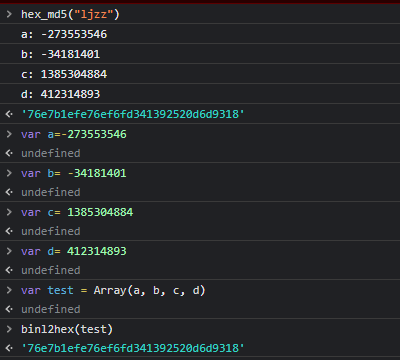 > hex_md5("ljzz")
a: -273553546
b: -34181401
c: 1385304884
d: 412314893
'76e7b1efe76ef6fd341392520d6d9318'
> var a=-273553546
undefined
> var b= -34181401
undefined
> var c= 1385304884
undefined
> var d= 412314893
undefined
> var test = Array(a, b, c, d)
undefined
> binl2hex(test)
'76e7b1efe76ef6fd341392520d6d9318'